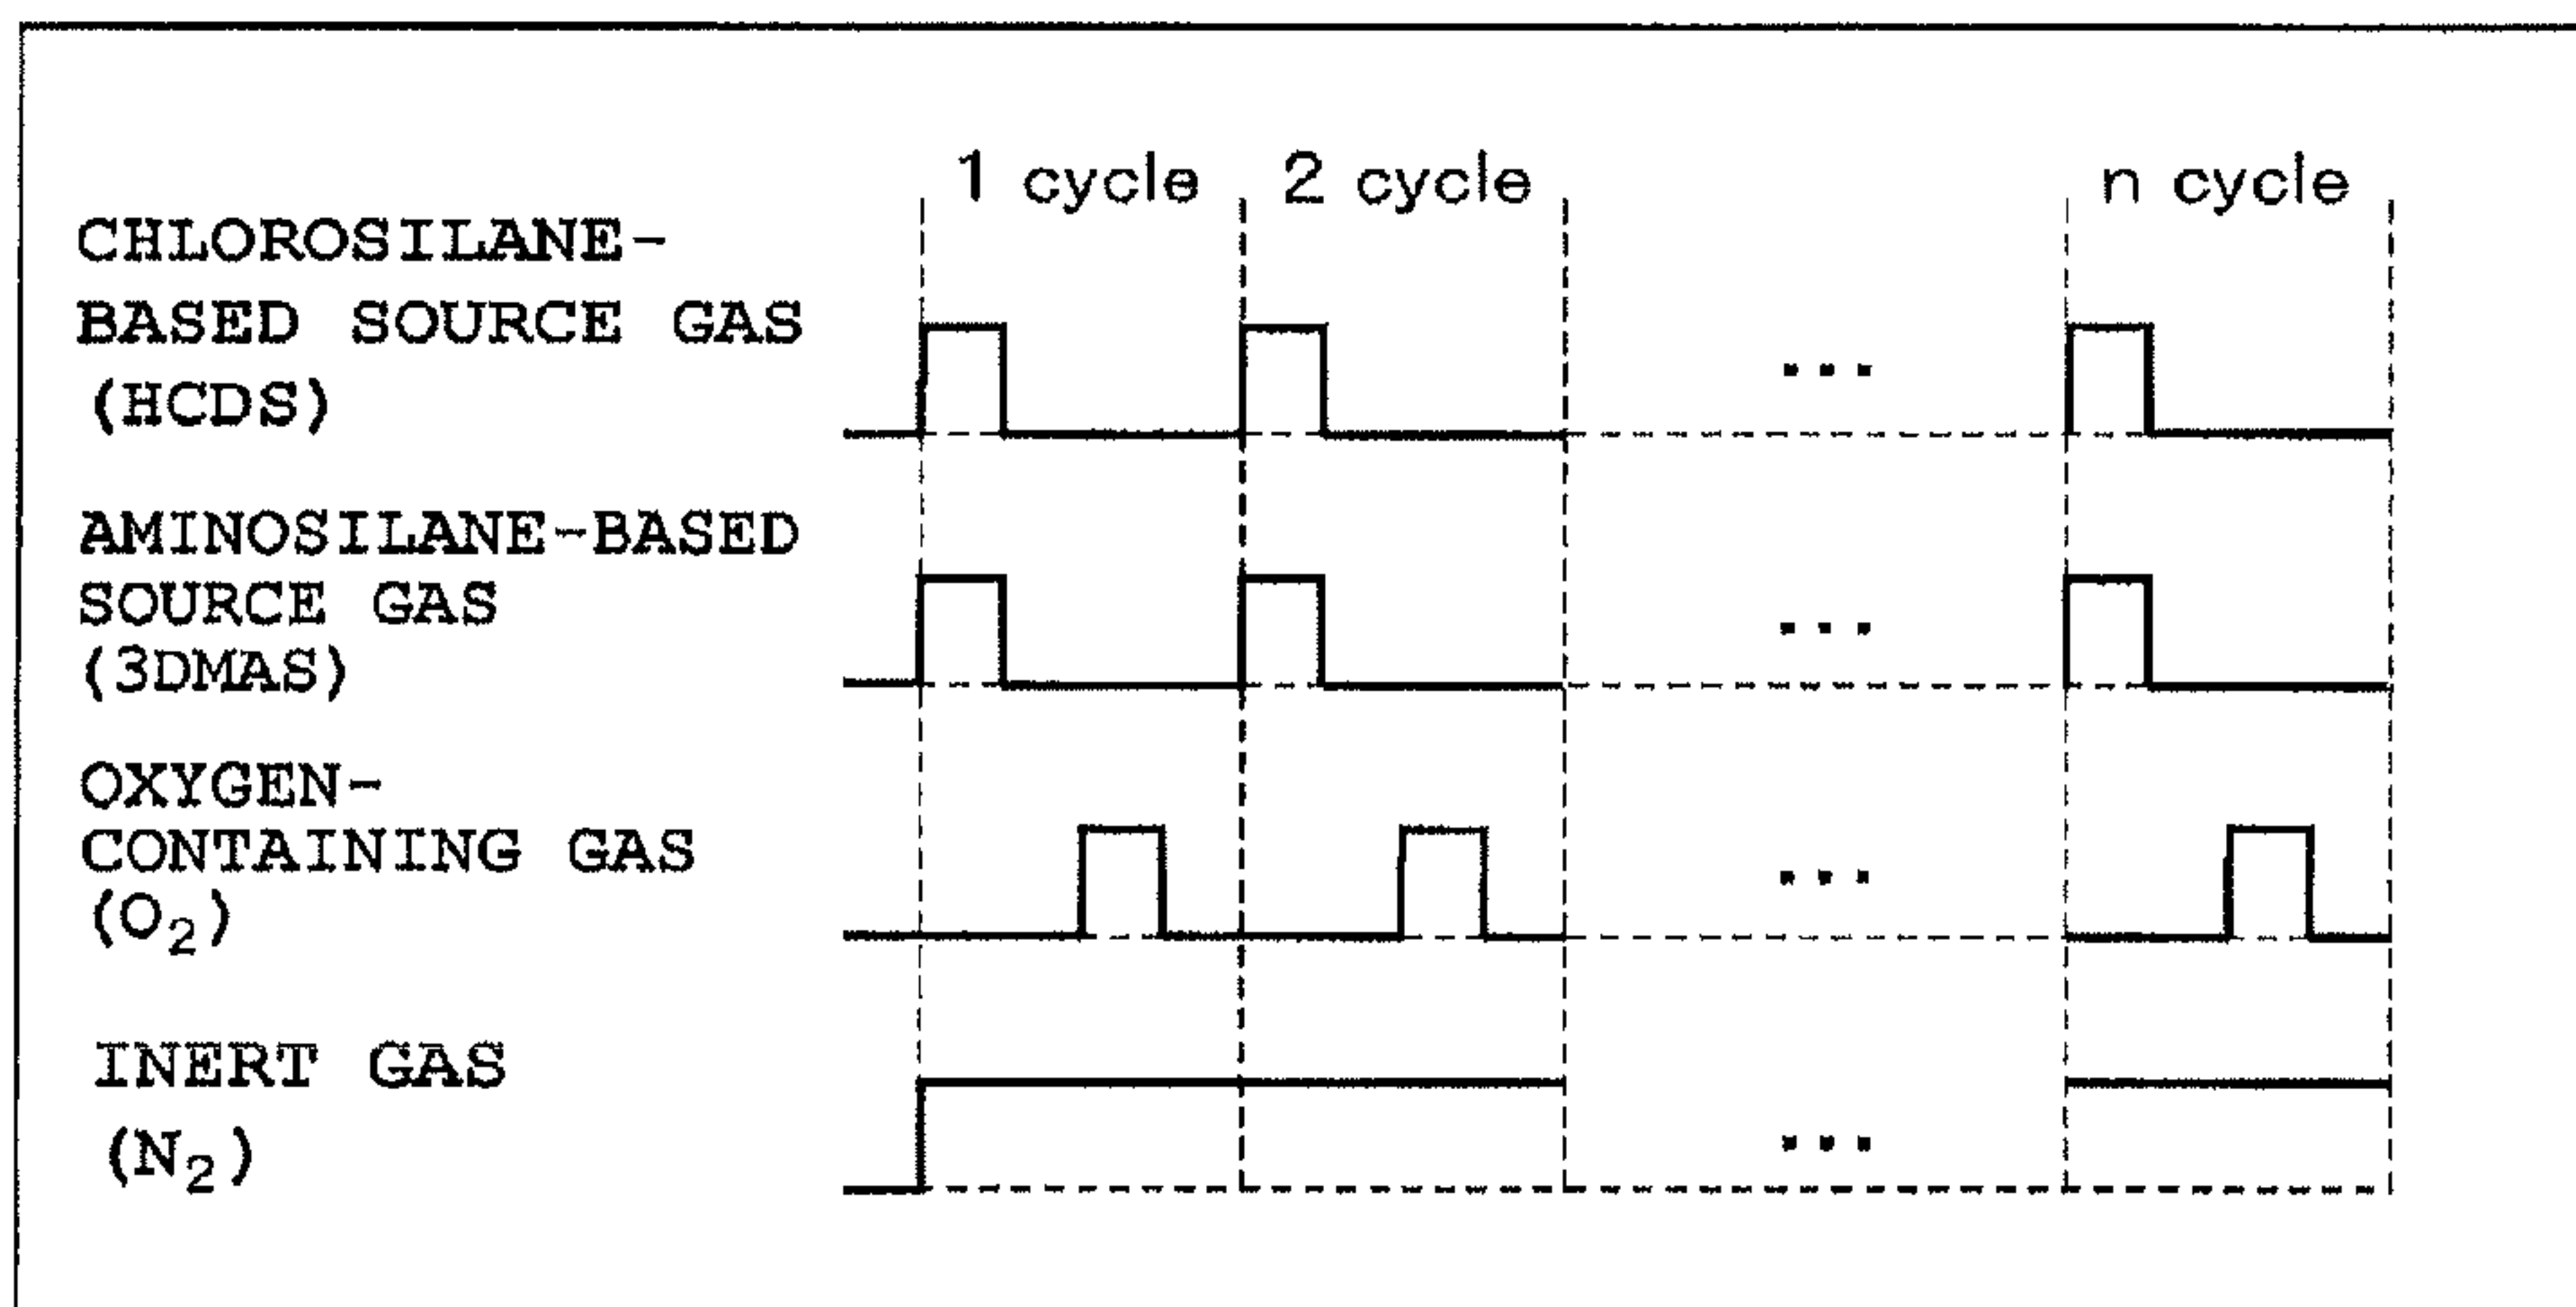 1 cycle 2 cycle n cycle
CHLOROSILANE-
BASED SOURCE GAS
(HCDS)
...
AMINOSILANE-BASED
SOURCE GAS
(3DMAS)
...
OXYGEN-
CONTAINING GAS
(O₂)
...
INERT GAS
(N₂)
...